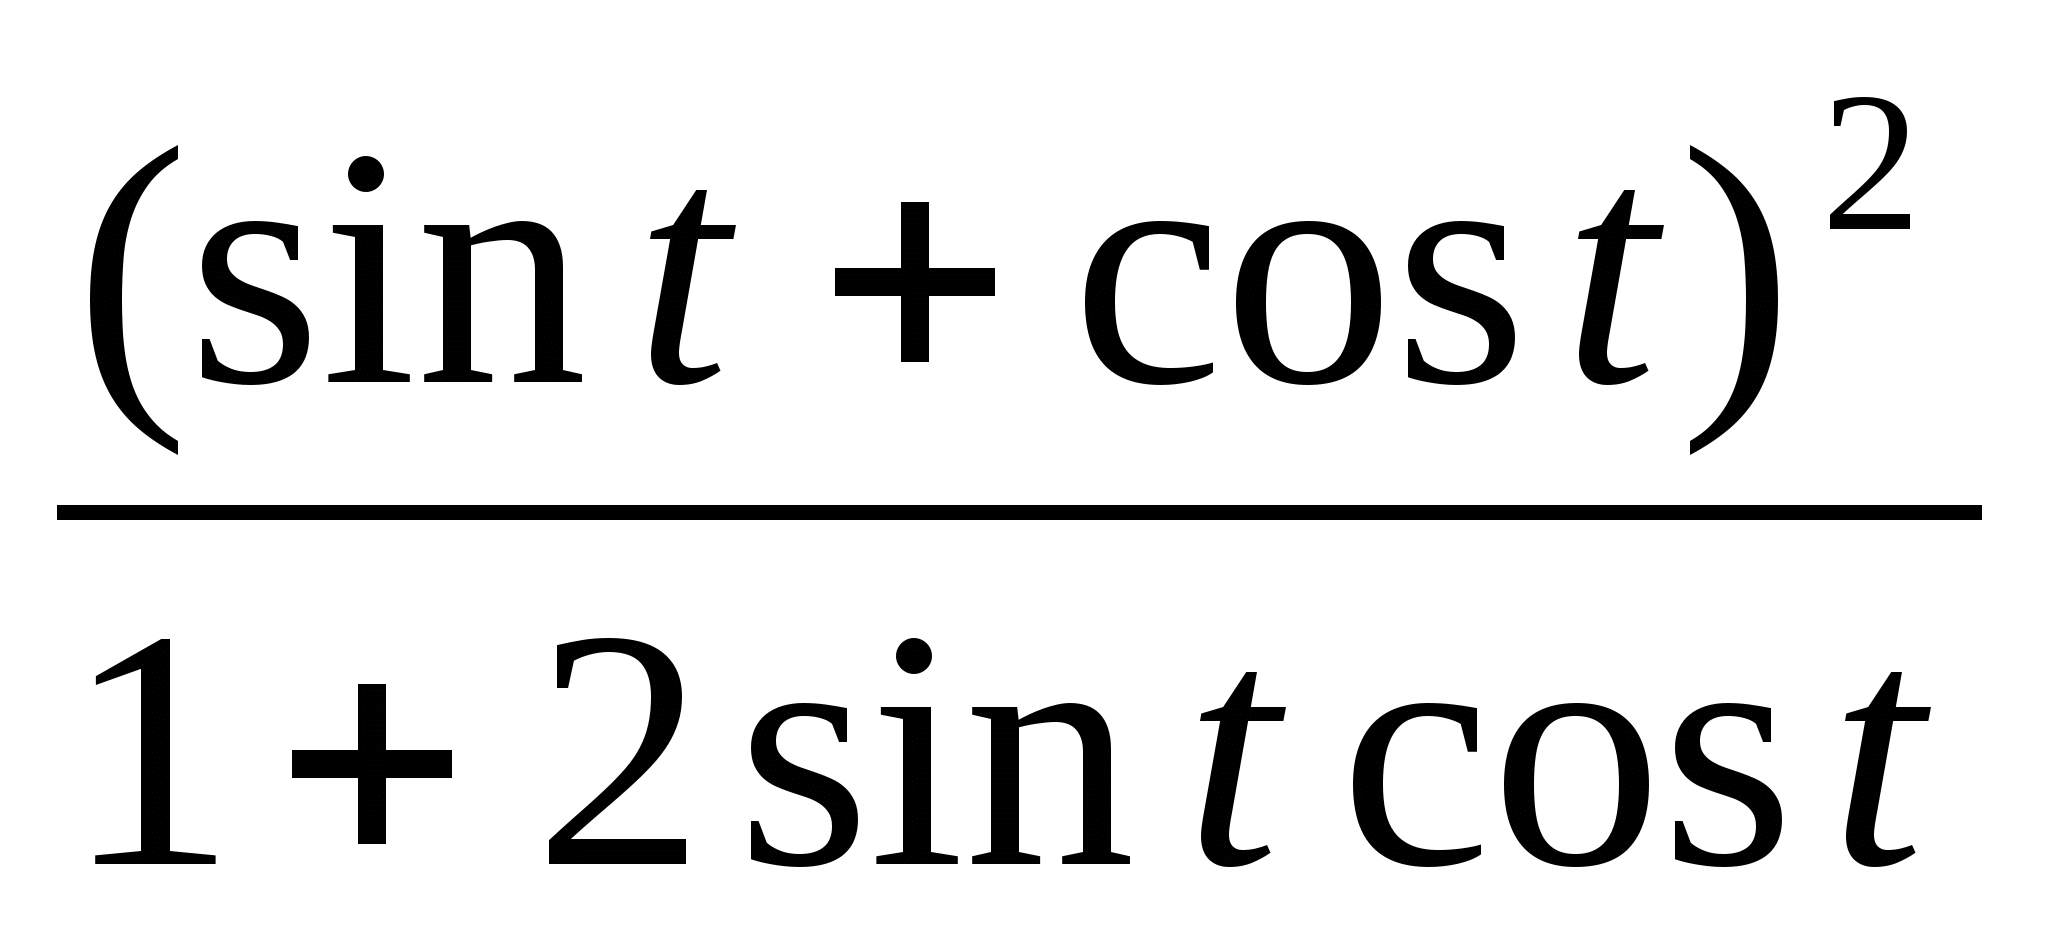 (sin t + cos t)²
1 + 2 sin t cos t